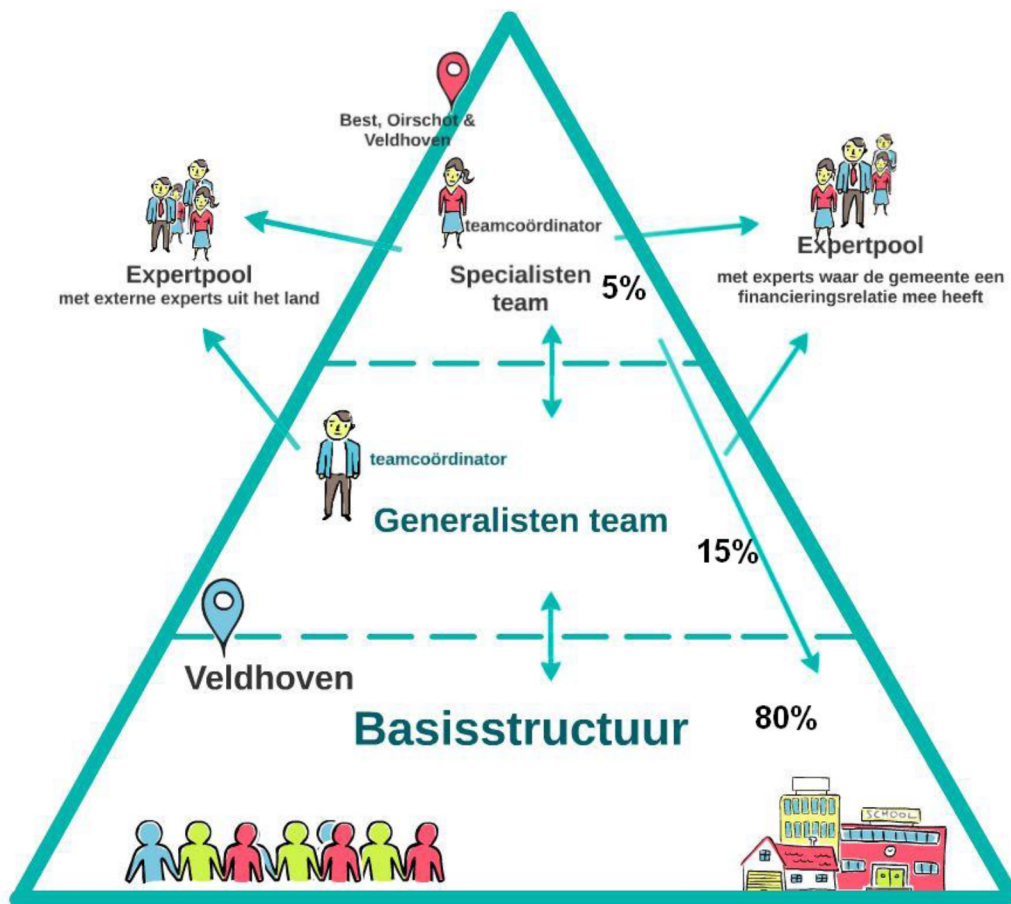 Best, Oirschot &
Veldhoven
teamcoördinator
Expertpool
met externe experts uit het land
Specialisten
team
5%
Expertpool
met experts waar de gemeente een
financieringsrelatie mee heeft
teamcoördinator
Generalisten team
15%
Veldhoven
Basisstructuur
80%
SCHOOL